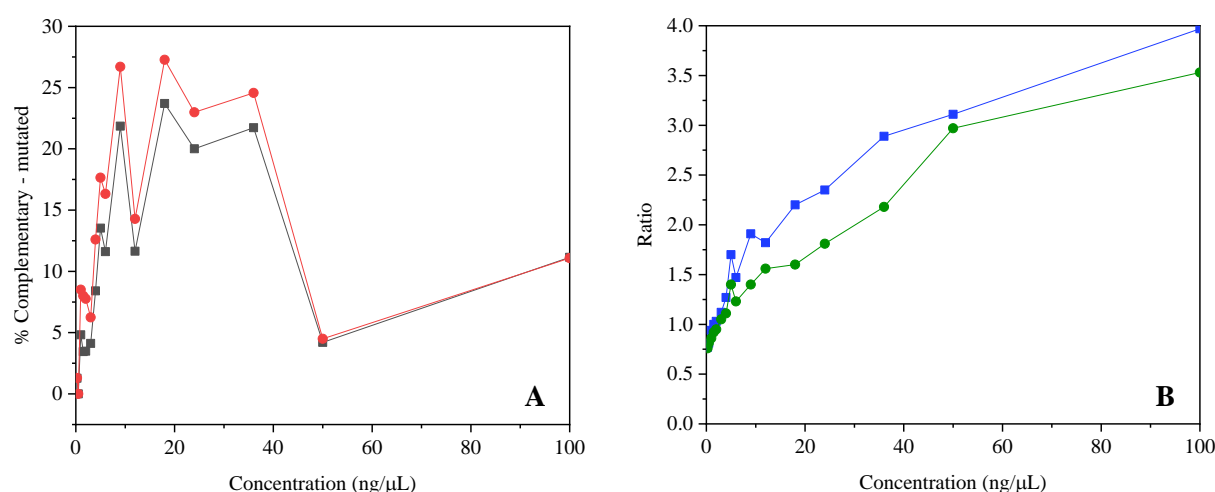 30
25
20
15
10
5
0
% Complementary - mutated
0 20 40 60 80 100
Concentration (ng/μL)
A
4.0
3.5
3.0
2.5
2.0
1.5
1.0
0.5
0.0
Ratio
0 20 40 60 80 100
Concentration (ng/μL)
B